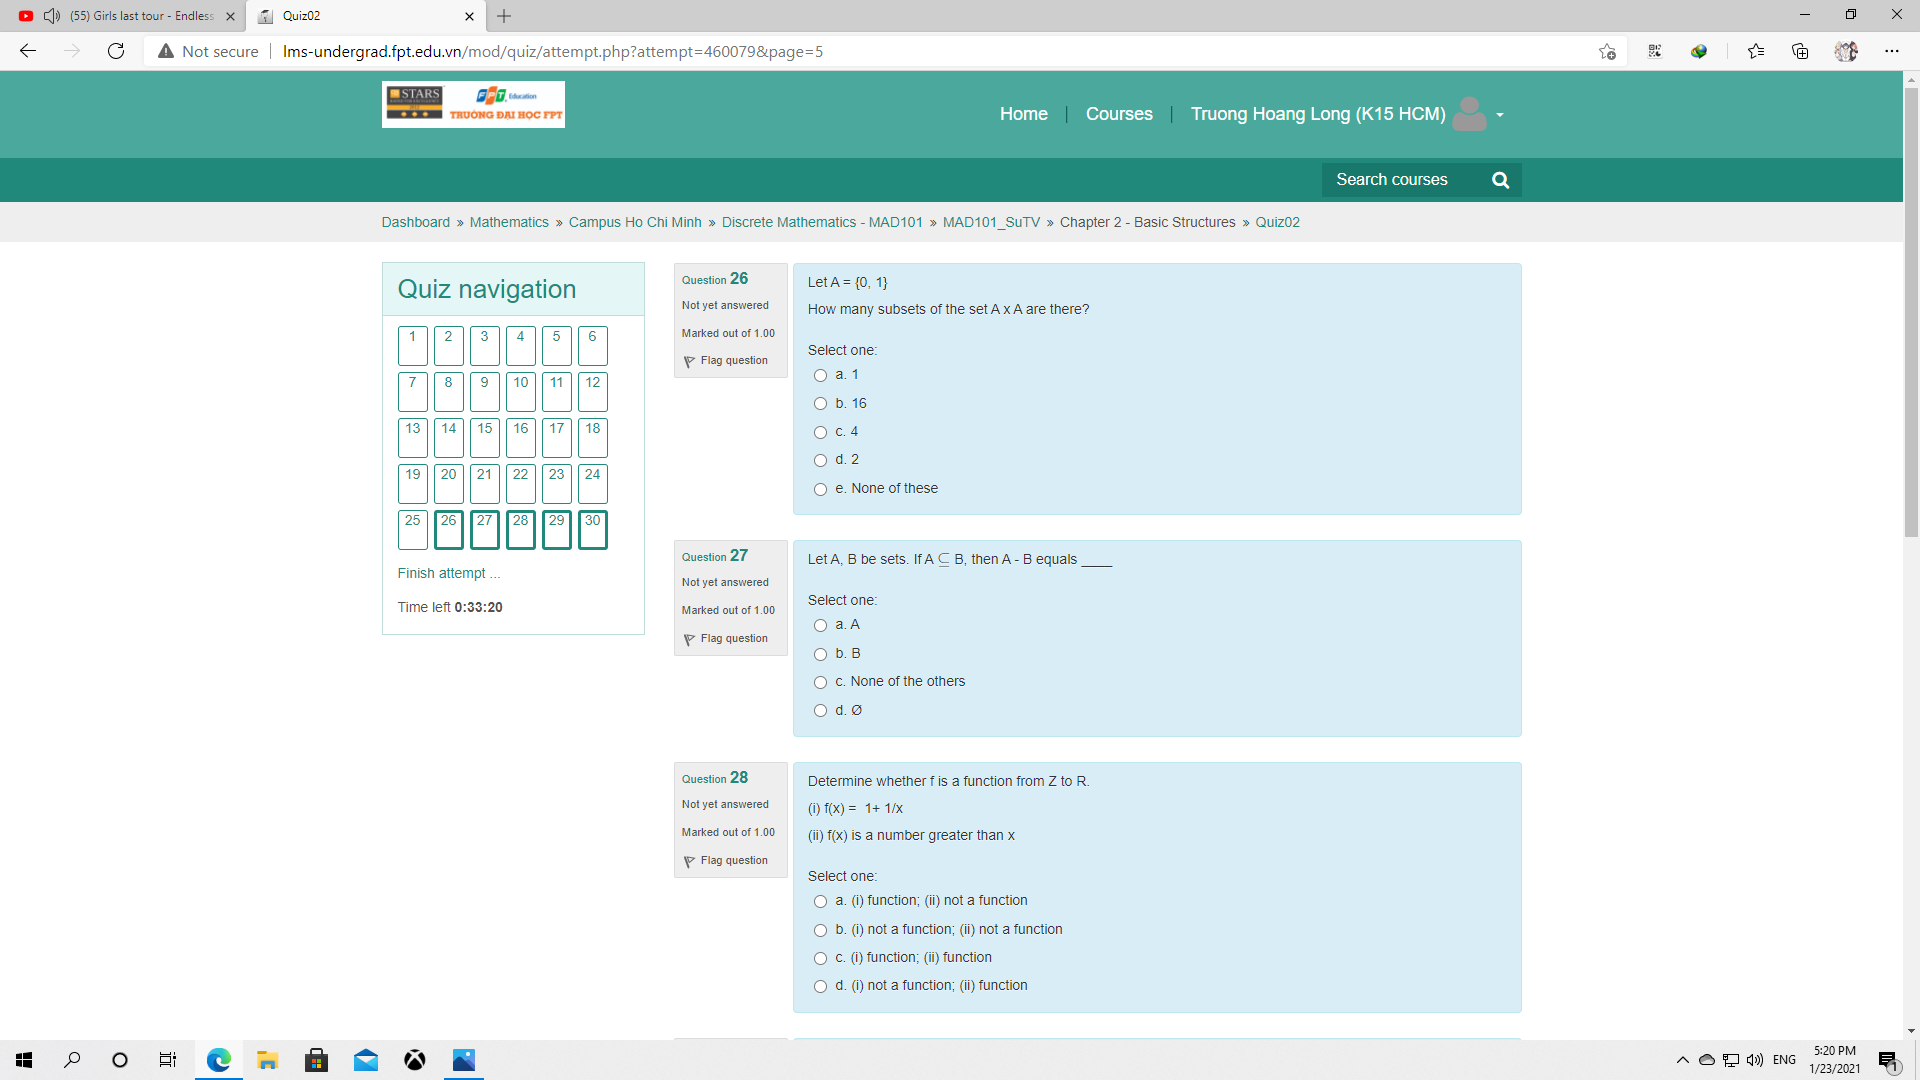 (55) Girls last tour - Endless
Quiz02
Not secure
lms-undergrad.fpt.edu.vn/mod/quiz/attempt.php?attempt=460079&page=5
STARS
FPT Education
TRƯỜNG ĐẠI HỌC FPT
Home
Courses
Truong Hoang Long (K15 HCM)
Search courses
Dashboard » Mathematics » Campus Ho Chi Minh » Discrete Mathematics - MAD101 » MAD101_SuTV » Chapter 2 - Basic Structures » Quiz02
Quiz navigation
1 2 3 4 5 6
7 8 9 10 11 12
13 14 15 16 17 18
19 20 21 22 23 24
25 26 27 28 29 30
Finish attempt ...
Time left 0:33:20
Question 26
Not yet answered
Marked out of 1.00
Flag question
Let A = {0, 1}
How many subsets of the set A x A are there?
Select one:
a. 1
b. 16
c. 4
d. 2
e. None of these
Question 27
Not yet answered
Marked out of 1.00
Flag question
Let A, B be sets. If A ⊆ B, then A - B equals ____
Select one:
a. A
b. B
c. None of the others
d. Ø
Question 28
Not yet answered
Marked out of 1.00
Flag question
Determine whether f is a function from Z to R.
(i) f(x) = 1+ 1/x
(ii) f(x) is a number greater than x
Select one:
a. (i) function; (ii) not a function
b. (i) not a function; (ii) not a function
c. (i) function; (ii) function
d. (i) not a function; (ii) function
ENG
5:20 PM
1/23/2021
1